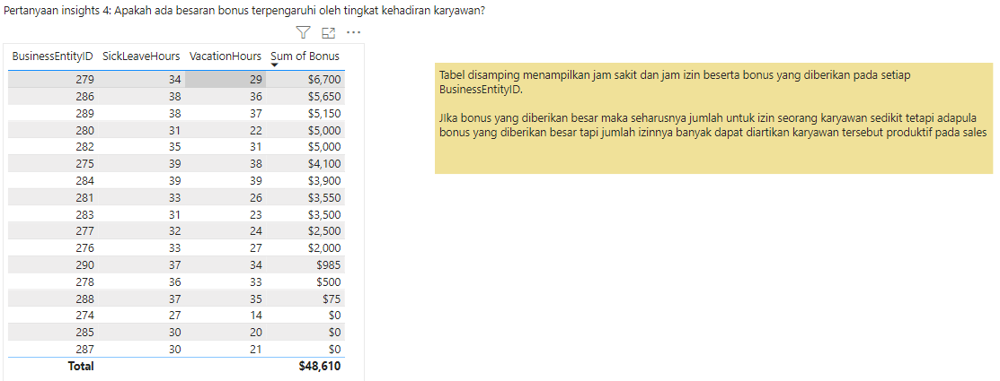 Pertanyaan insights 4: Apakah ada besaran bonus terpengaruhi oleh tingkat kehadiran karyawan?
BusinessEntityID SickLeaveHours VacationHours Sum of Bonus
279 34 29 $6,700
286 38 36 $5,650
289 38 37 $5,150
280 31 22 $5,000
282 35 31 $5,000
275 39 38 $4,100
284 39 39 $3,900
281 33 26 $3,550
283 31 23 $3,500
277 32 24 $2,500
276 33 27 $2,000
290 37 34 $985
278 36 33 $500
288 37 35 $75
274 27 14 $0
285 30 20 $0
287 30 21 $0
Total $48,610
Tabel disamping menampilkan jam sakit dan jam izin beserta bonus yang diberikan pada setiap
BusinessEntityID.
JIka bonus yang diberikan besar maka seharusnya jumlah untuk izin seorang karyawan sedikit tetapi adapula
bonus yang diberikan besar tapi jumlah izinnya banyak dapat diartikan karyawan tersebut produktif pada sales